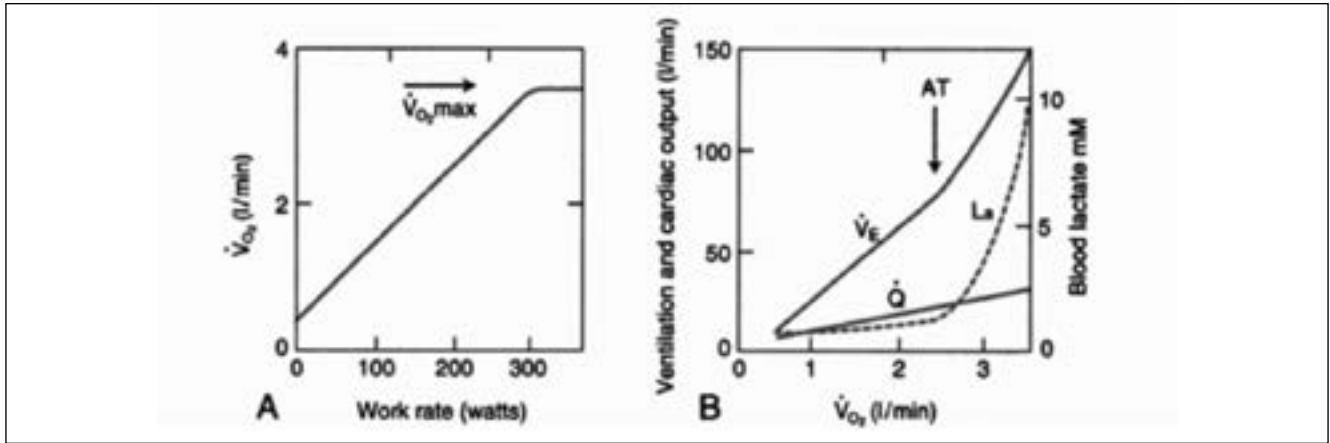 4
2
0
V̇O₂ (l/min)
V̇O₂max
0 100 200 300
Work rate (watts)
A
150
100
50
0
Ventilation and cardiac output (l/min)
AT
V̇E
Q̇
La
10
5
0
Blood lactate mM
0 1 2 3
V̇O₂ (l/min)
B